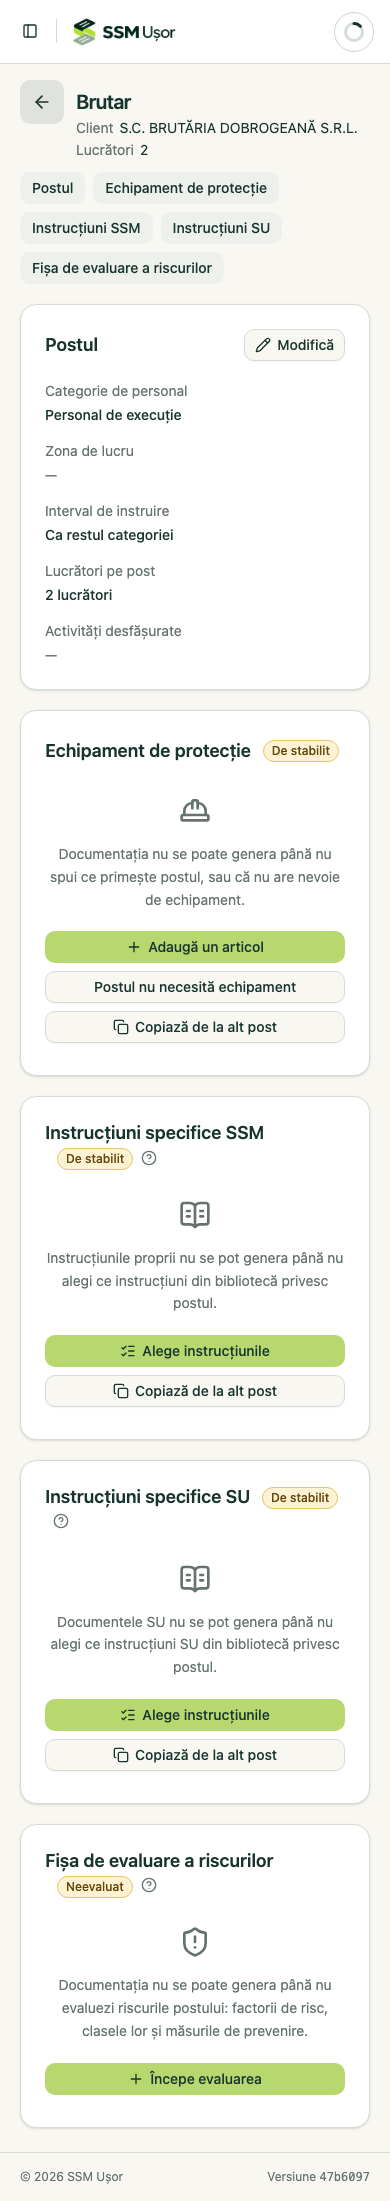 SSM Ușor
Brutar
Client S.C. BRUTĂRIA DOBROGEANĂ S.R.L.
Lucrători 2
Postul
Echipament de protecție
Instrucțiuni SSM
Instrucțiuni SU
Fișa de evaluare a riscurilor
Postul
Modifică
Categorie de personal
Personal de execuție
Zona de lucru
—
Interval de instruire
Ca restul categoriei
Lucrători pe post
2 lucrători
Activități desfășurate
—
Echipament de protecție De stabilit
Documentația nu se poate genera până nu
spui ce primește postul, sau că nu are nevoie
de echipament.
Adaugă un articol
Postul nu necesită echipament
Copiază de la alt post
Instrucțiuni specifice SSM
De stabilit
Instrucțiunile proprii nu se pot genera până nu
alegi ce instrucțiuni din bibliotecă privesc
postul.
Alege instrucțiunile
Copiază de la alt post
Instrucțiuni specifice SU De stabilit
Documentele SU nu se pot genera până nu
alegi ce instrucțiuni SU din bibliotecă privesc
postul.
Alege instrucțiunile
Copiază de la alt post
Fișa de evaluare a riscurilor
Neevaluat
Documentația nu se poate genera până nu
evaluezi riscurile postului: factorii de risc,
clasele lor și măsurile de prevenire.
Începe evaluarea
© 2026 SSM Ușor
Versiune 47b6097